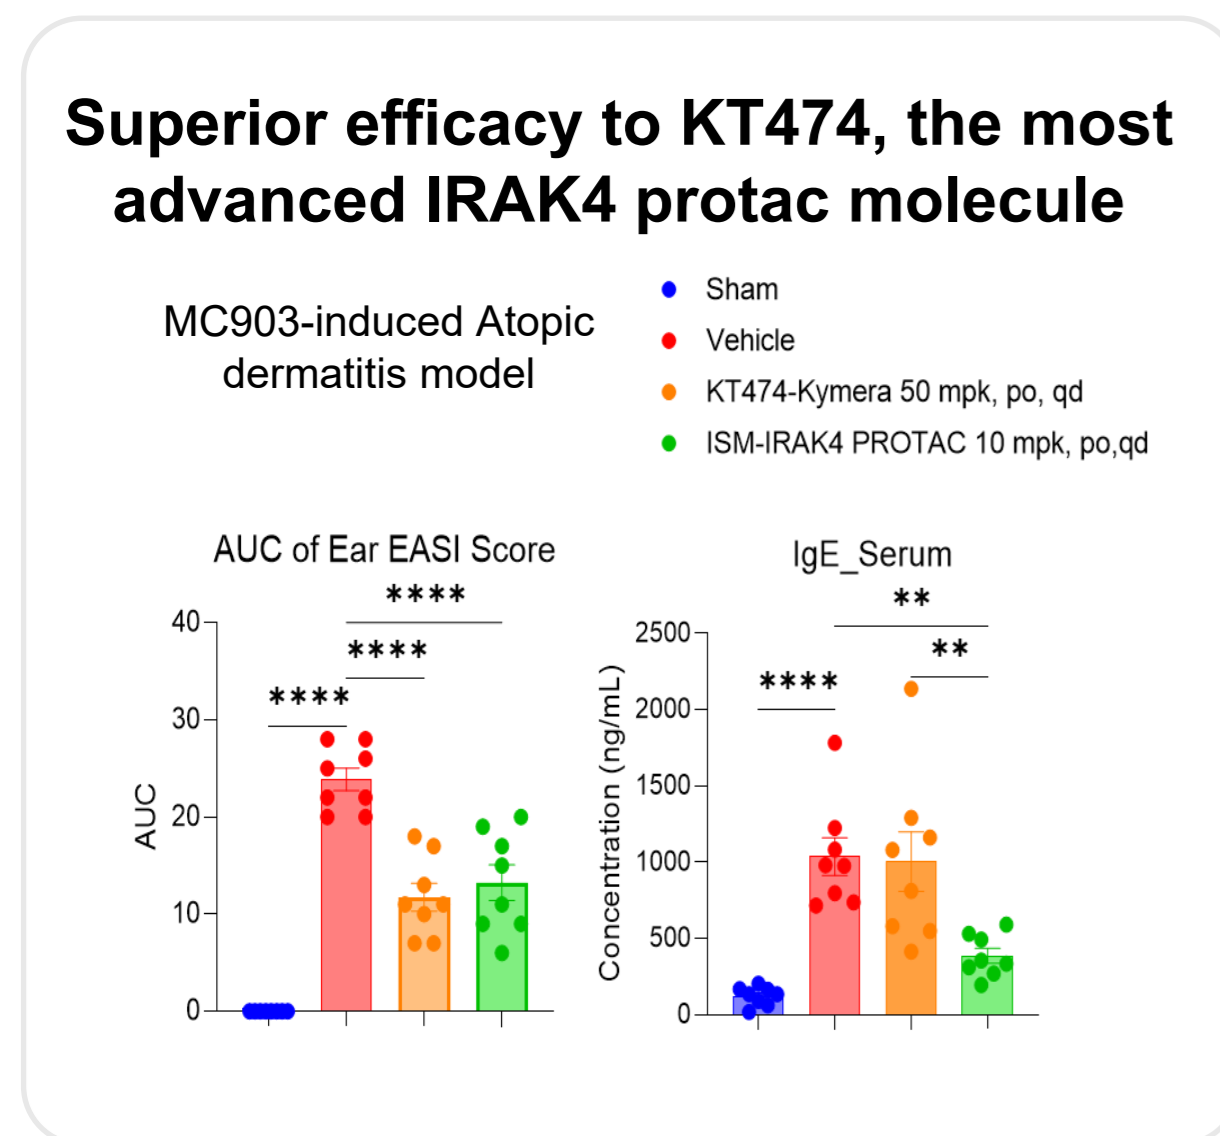 Superior efficacy to KT474, the most
advanced IRAK4 protac molecule
MC903-induced Atopic
dermatitis model
Sham
Vehicle
KT474-Kymera 50 mpk, po, qd
ISM-IRAK4 PROTAC 10 mpk, po,qd
AUC of Ear EASI Score
****
****
****
40
30
20
10
0
AUC
IgE_Serum
**
**
****
2500
2000
1500
1000
500
0
Concentration (ng/mL)